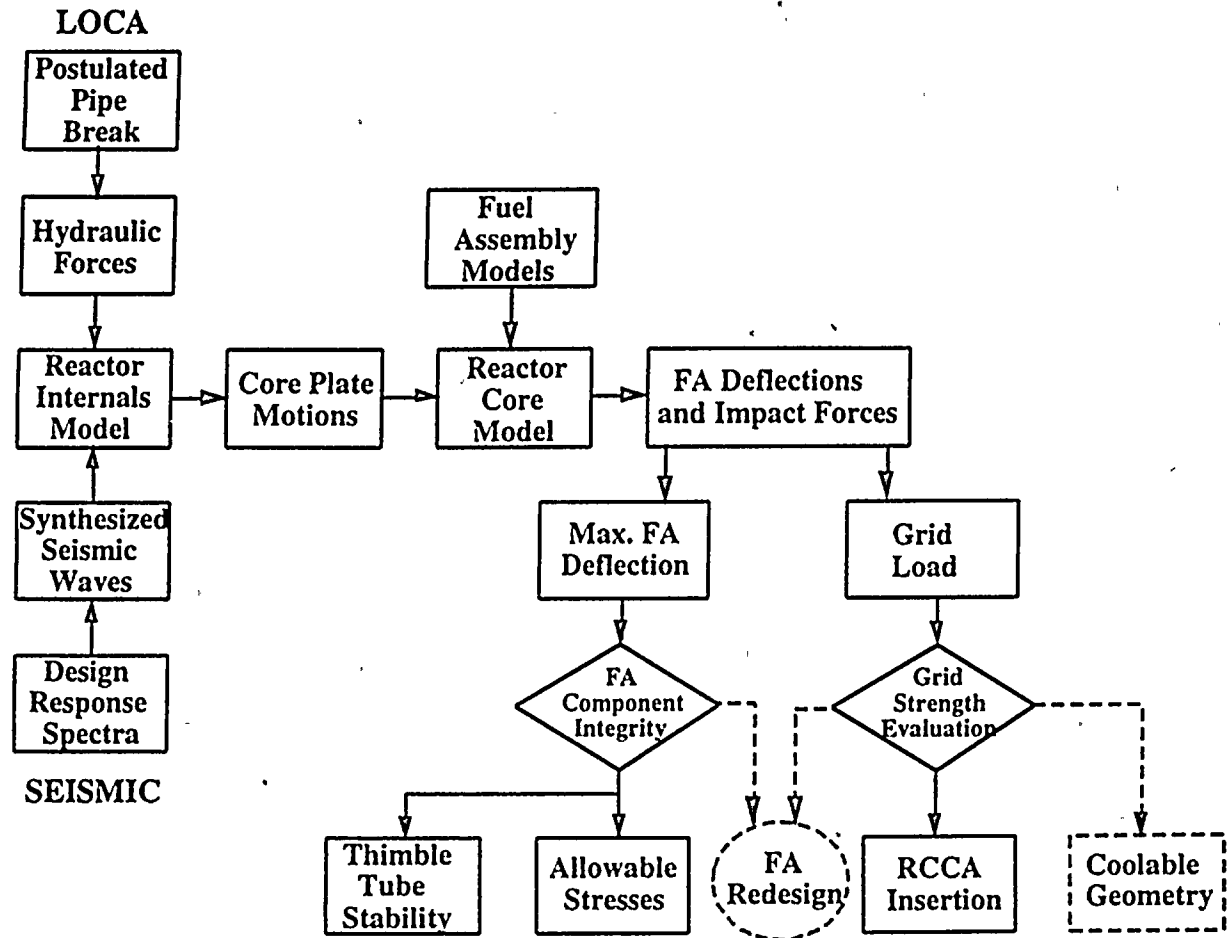 LOCA
Postulated
Pipe
Break
Hydraulic
Forces
Fuel
Assembly
Models
Reactor
Internals
Model
Core Plate
Motions
Reactor
Core
Model
FA Deflections
and Impact Forces
Synthesized
Seismic
Waves
Max. FA
Deflection
Grid
Load
Design
Response
Spectra
SEISMIC
FA
Component
Integrity
Grid
Strength
Evaluation
Thimble
Tube
Stability
Allowable
Stresses
FA
Redesign
RCCA
Insertion
Coolable
Geometry